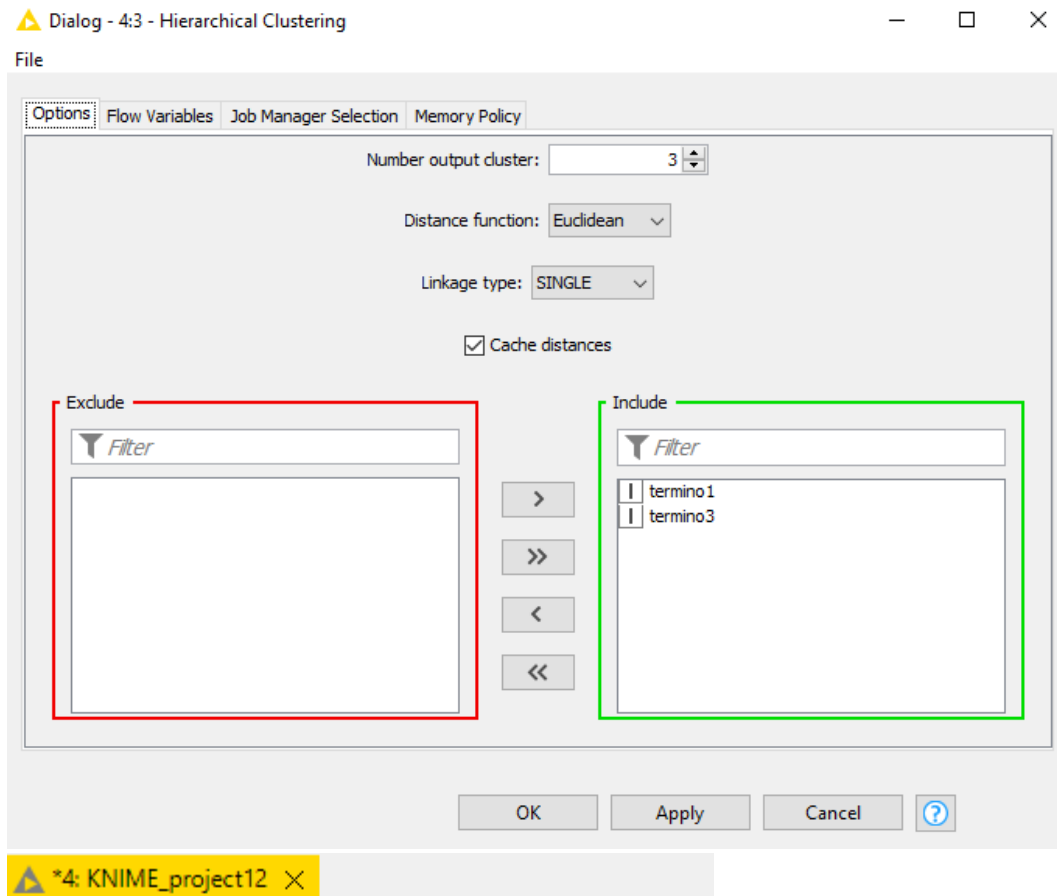 Dialog - 4:3 - Hierarchical Clustering
File
Options Flow Variables Job Manager Selection Memory Policy
Number output cluster: 3
Distance function: Euclidean
Linkage type: SINGLE
Cache distances
Exclude Include
Filter Filter
> I termino1
I termino3
>>
<
<<
OK Apply Cancel ?
*4: KNIME_project12